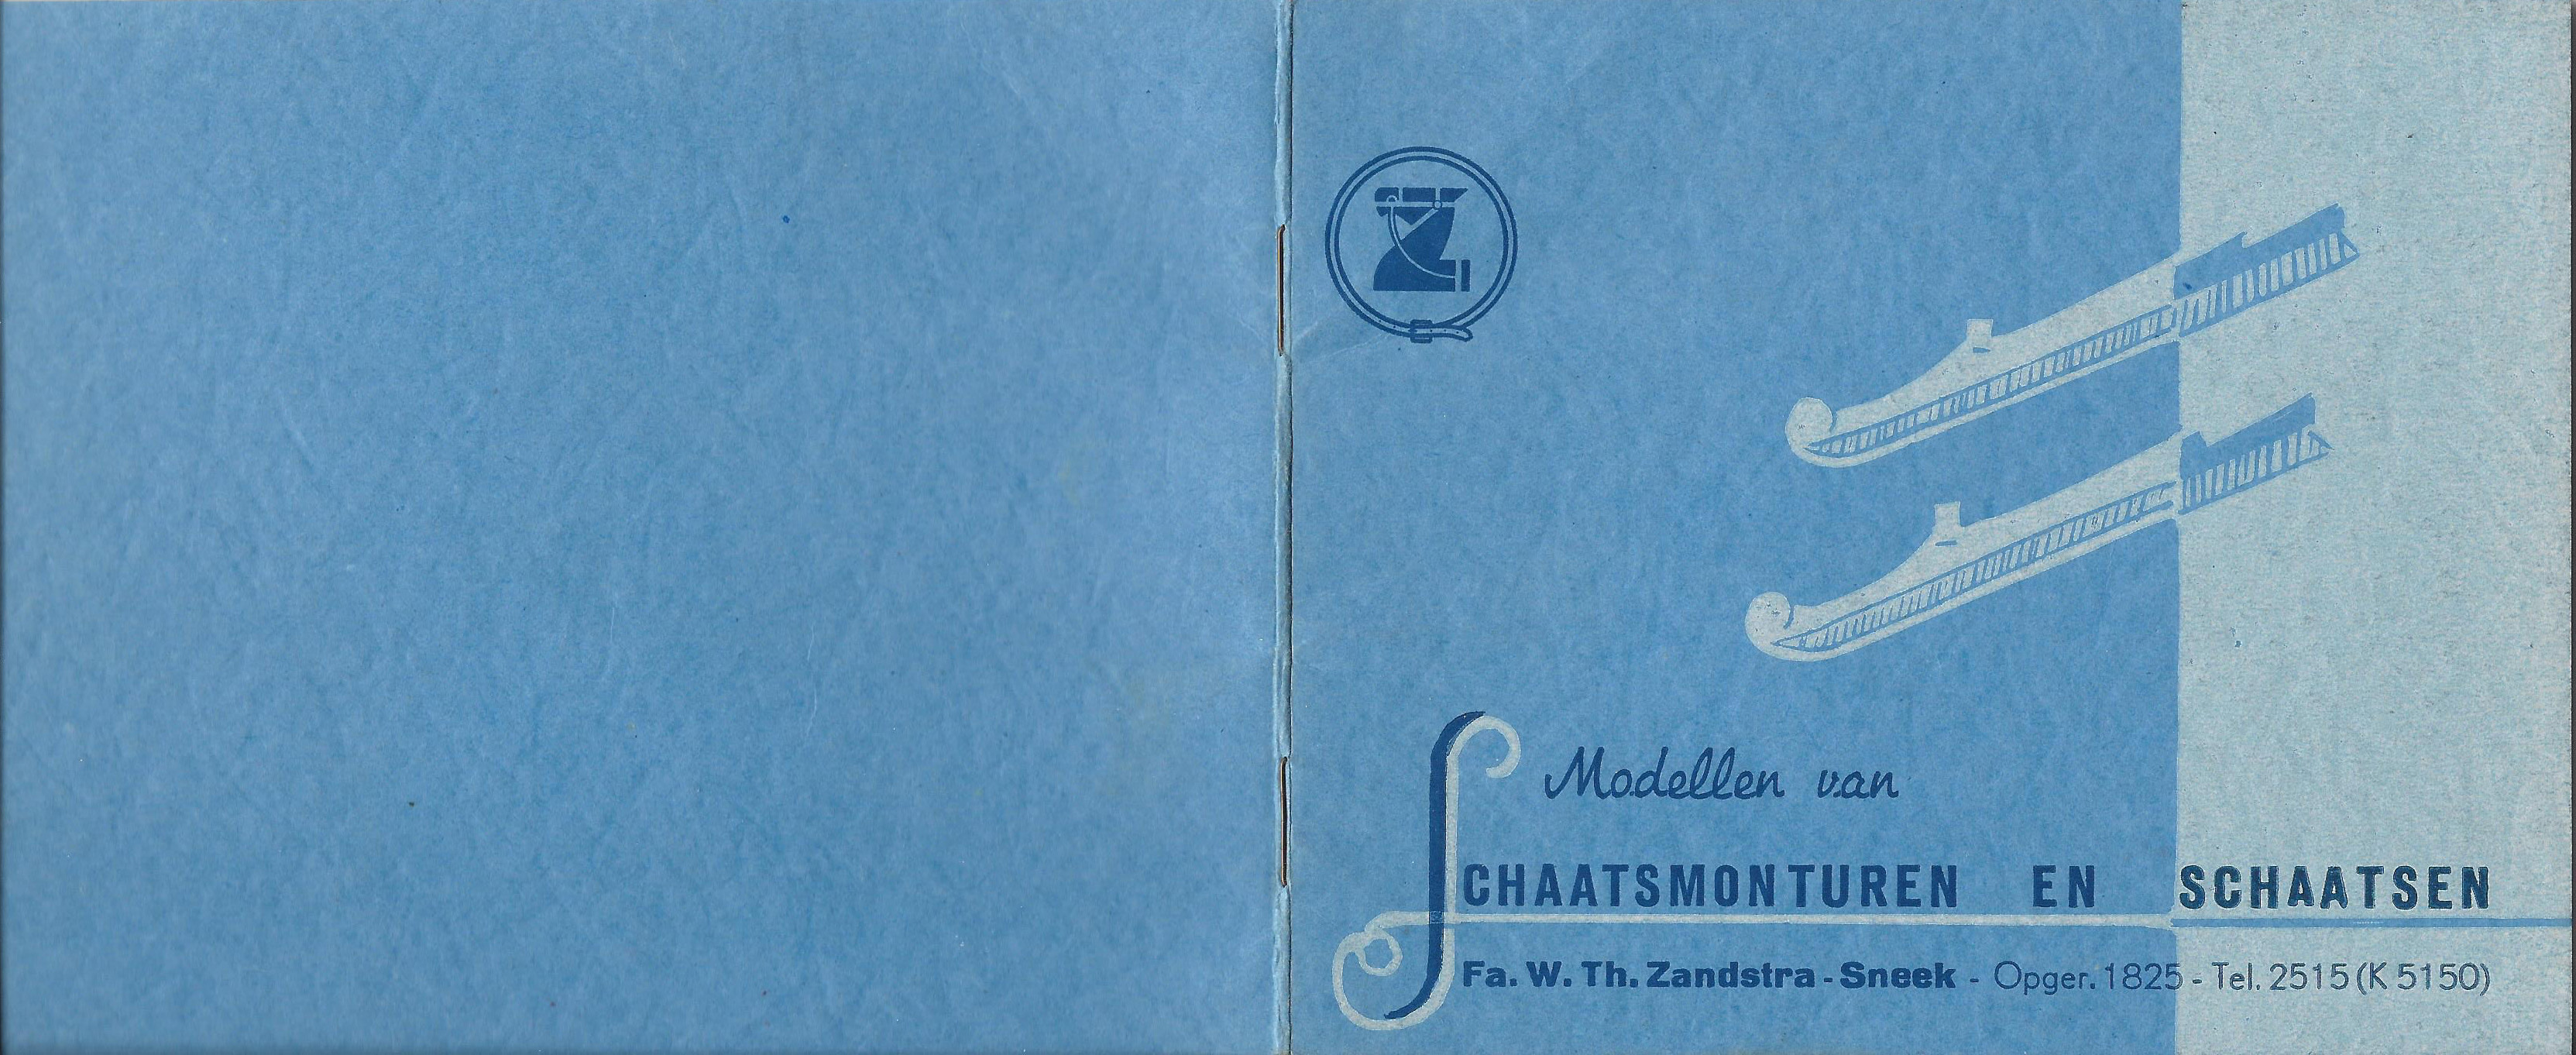 Z
Modellen van
SCHAATSMONTUREN EN SCHAATSEN
Fa. W. Th. Zandstra - Sneek - Opger. 1825 - Tel. 2515 (K 5150)